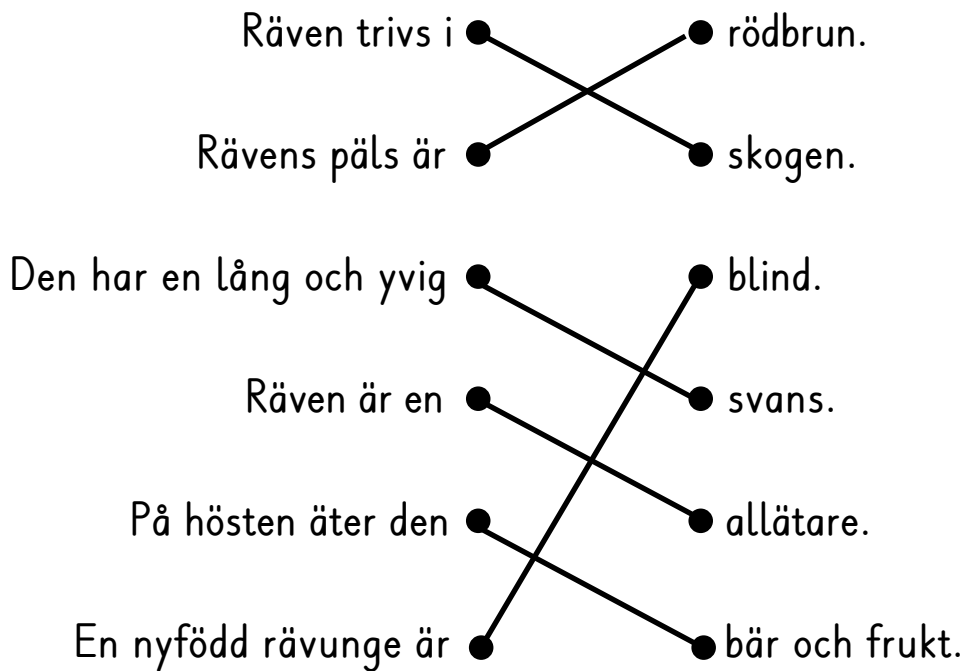 Räven trivs i rödbrun.
Rävens päls är skogen.
Den har en lång och yvig blind.
Räven är en svans.
På hösten äter den allätare.
En nyfödd rävunge är bär och frukt.